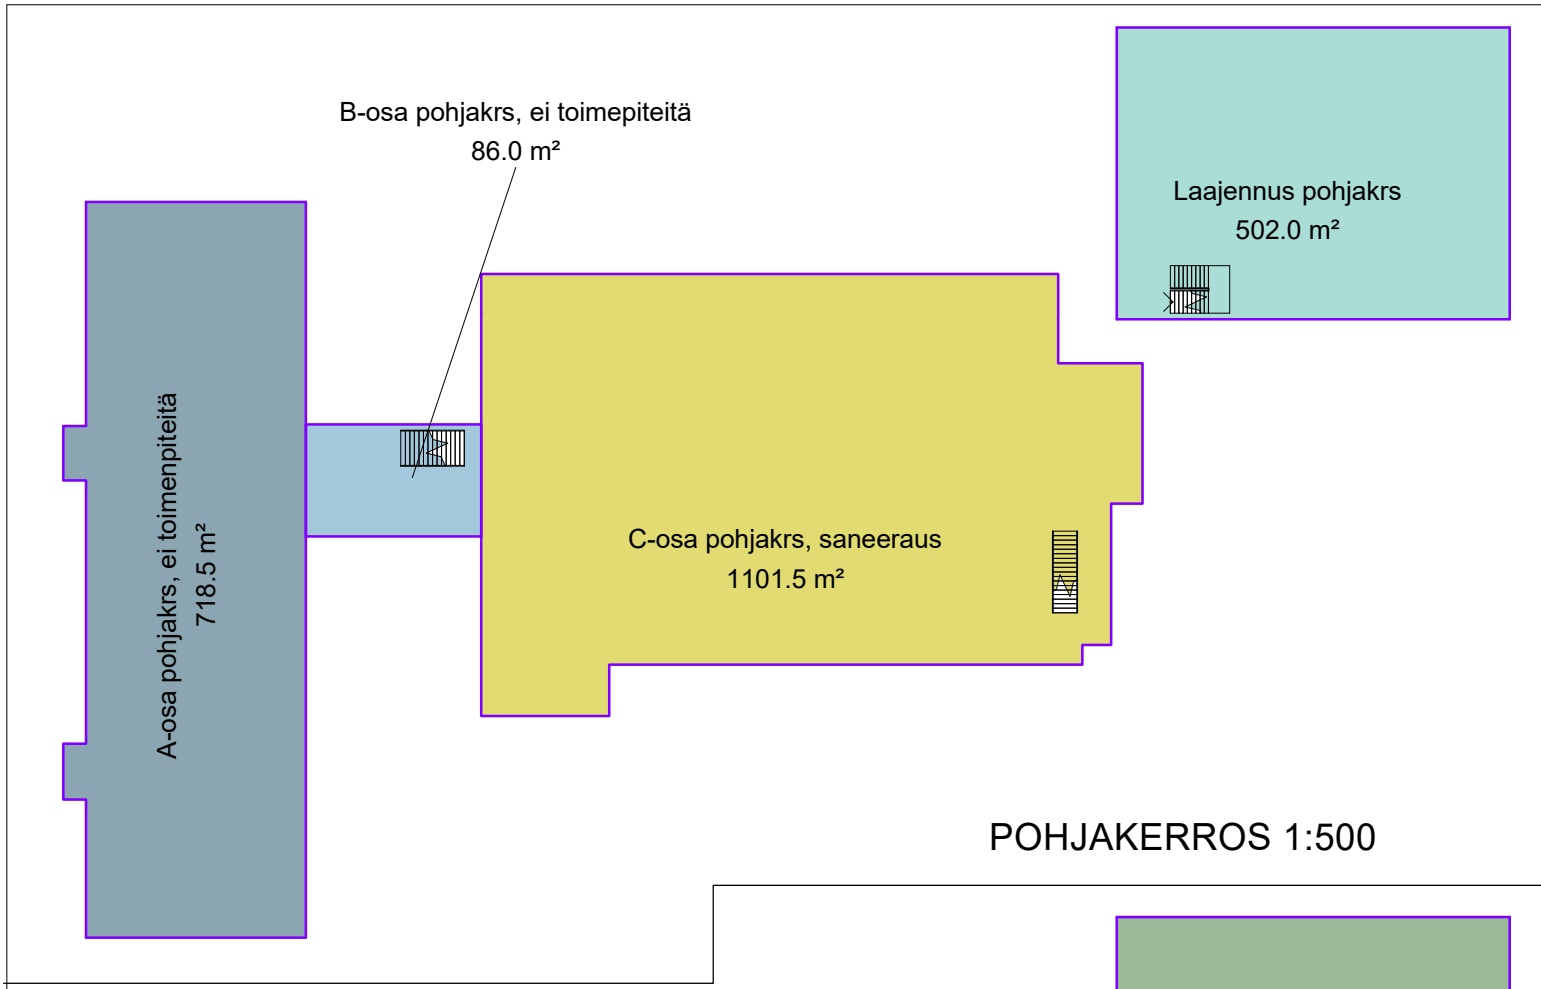 B-osa pohjakrs, ei toimepiteitä
86.0 m²
Laajennus pohjakrs
502.0 m²
A-osa pohjakrs, ei toimenpiteitä
718.5 m²
C-osa pohjakrs, saneeraus
1101.5 m²
POHJAKERROS 1:500